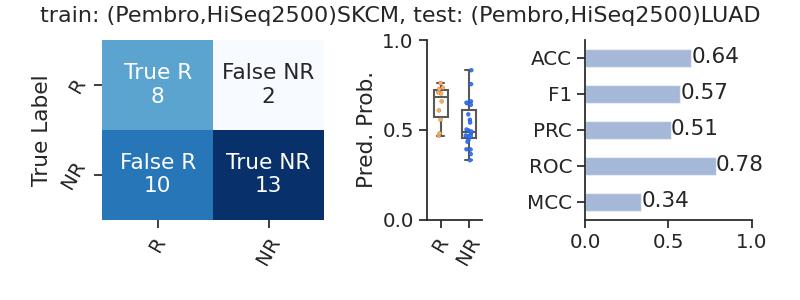 train: (Pembro,HiSeq2500)SKCM, test: (Pembro,HiSeq2500)LUAD
True Label
R
NR
True R
8
False NR
2
False R
10
True NR
13
R
NR
Pred. Prob.
1.0
0.5
0.0
R
NR
ACC
0.64
F1
0.57
PRC
0.51
ROC
0.78
MCC
0.34
0.0
0.5
1.0